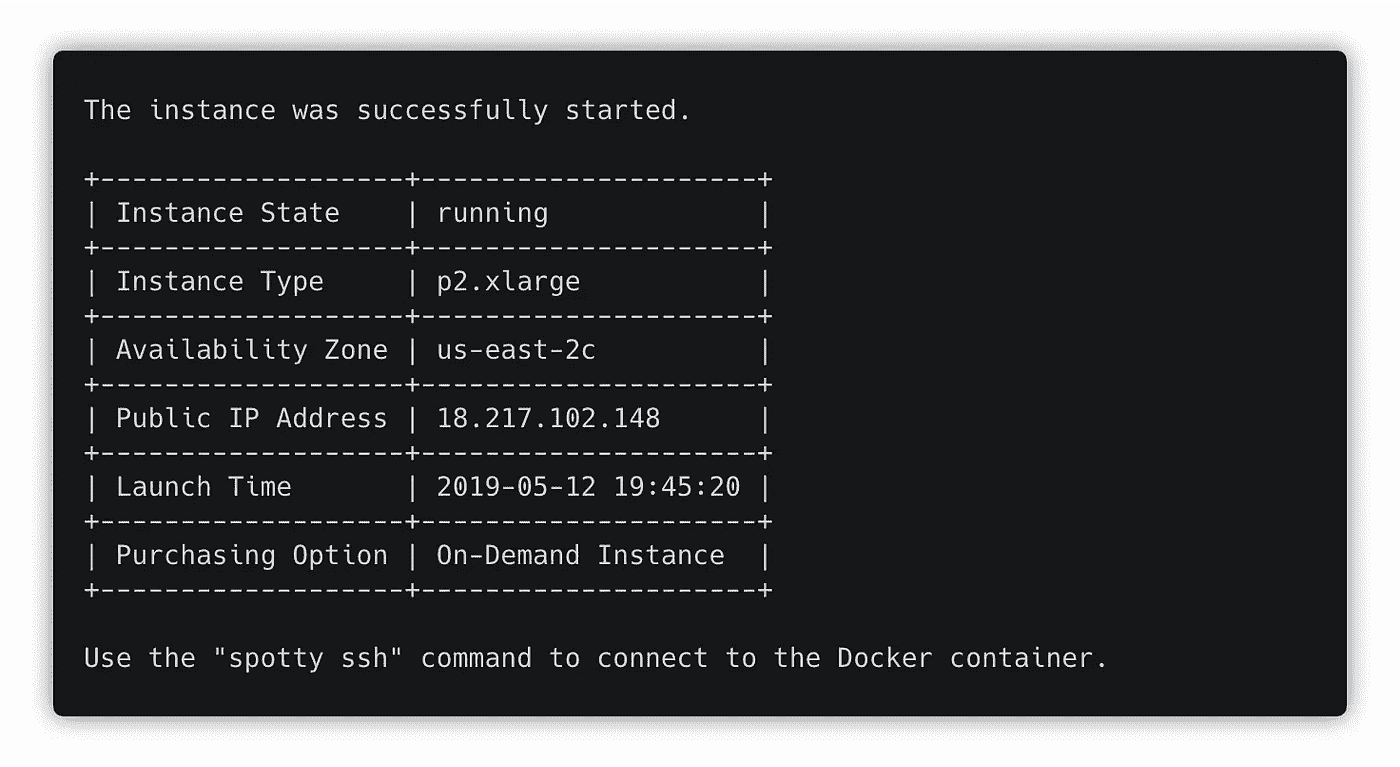 The instance was successfully started.
+-------------------+---------------------+
| Instance State    | running             |
+-------------------+---------------------+
| Instance Type     | p2.xlarge           |
+-------------------+---------------------+
| Availability Zone | us-east-2c          |
+-------------------+---------------------+
| Public IP Address | 18.217.102.148      |
+-------------------+---------------------+
| Launch Time       | 2019-05-12 19:45:20 |
+-------------------+---------------------+
| Purchasing Option | On-Demand Instance  |
+-------------------+---------------------+
Use the "spotty ssh" command to connect to the Docker container.